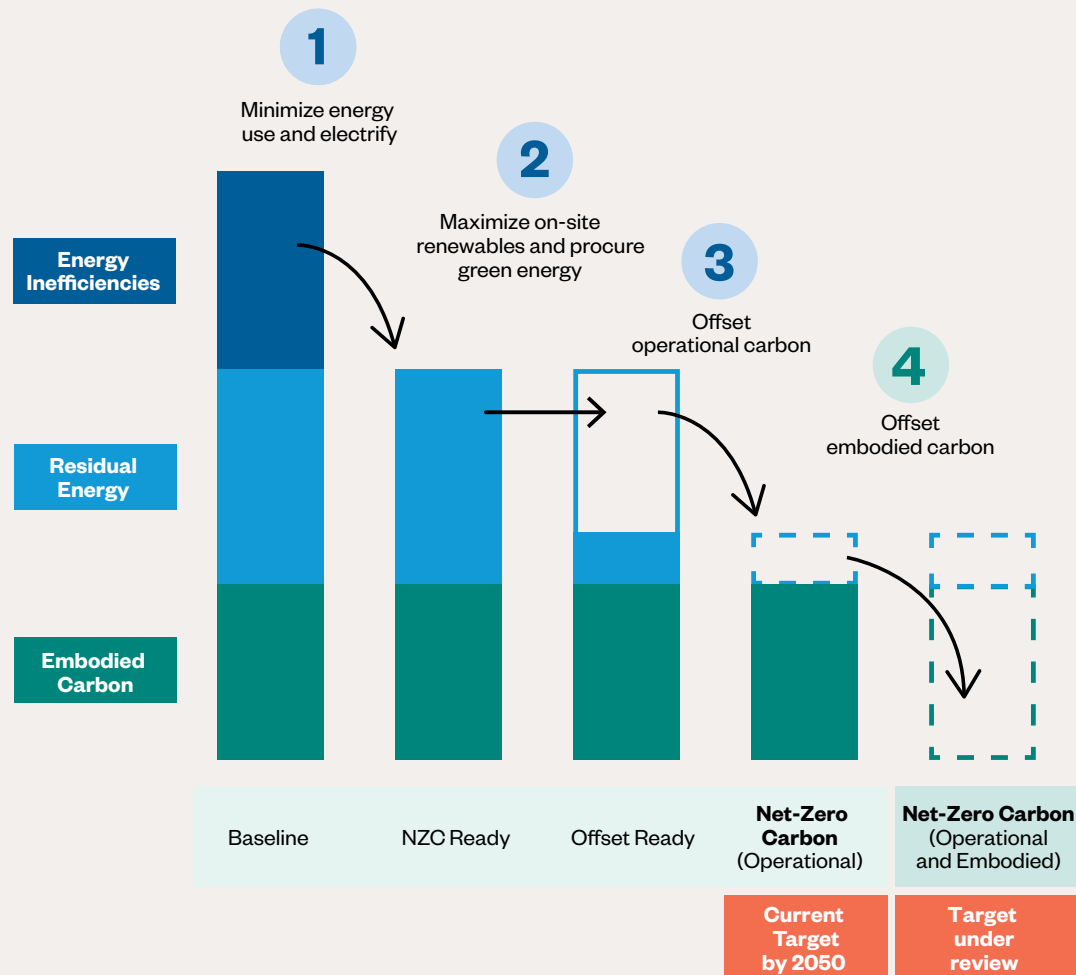 1
Minimize energy
use and electrify
2
Maximize on-site
renewables and procure
green energy
3
Offset
operational carbon
4
Offset
embodied carbon
Energy
Inefficiencies
Residual
Energy
Embodied
Carbon
Baseline
NZC Ready
Offset Ready
Net-Zero
Carbon
(Operational)
Net-Zero Carbon
(Operational
and Embodied)
Current
Target
by 2050
Target
under
review